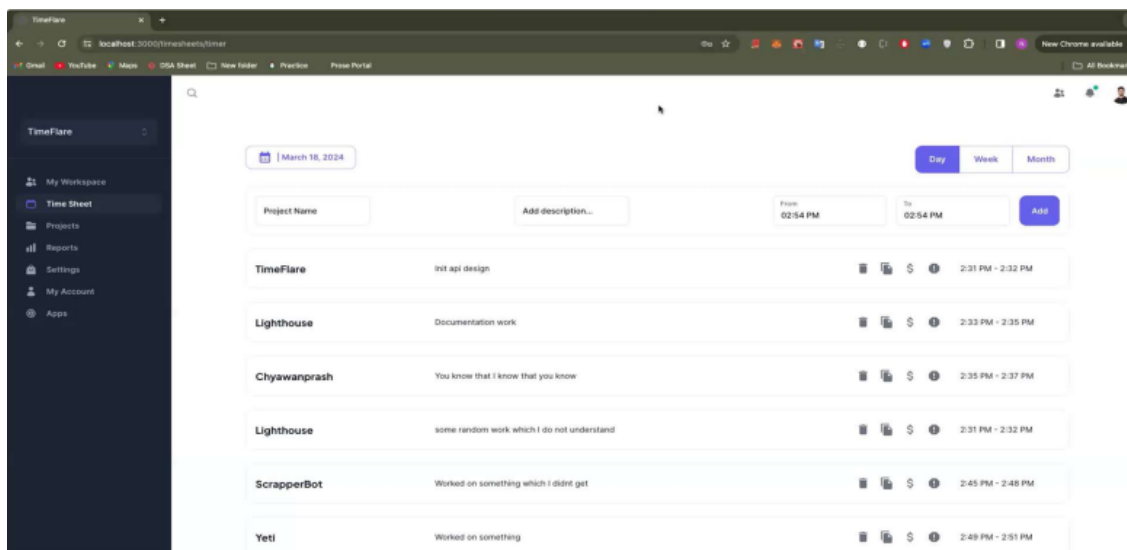 TimeFlare
localhost:3000/timesheets/timer
New Chrome available
Gmail YouTube Maps DSA Sheet New folder Practice Prose Portal
All Bookmar
TimeFlare
| March 18, 2024
Day Week Month
My Workspace
Time Sheet
Projects
Reports
Settings
My Account
Apps
Project Name
Add description...
From
02:54 PM
To
02:54 PM
Add
TimeFlare Init api design $ 2:31 PM - 2:32 PM
Lighthouse Documentation work $ 2:33 PM - 2:35 PM
Chyawanprash You know that I know that you know $ 2:35 PM - 2:37 PM
Lighthouse some random work which I do not understand $ 2:31 PM - 2:32 PM
ScrapperBot Worked on something which I didnt get $ 2:45 PM - 2:48 PM
Yeti Worked on something $ 2:49 PM - 2:51 PM